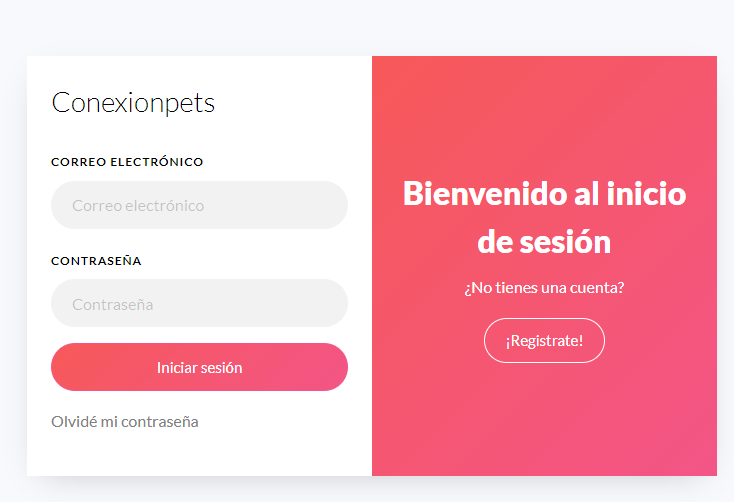 Conexionpets
CORREO ELECTRÓNICO
Correo electrónico
CONTRASEÑA
Contraseña
Iniciar sesión
Olvidé mi contraseña
Bienvenido al inicio
de sesión
¿No tienes una cuenta?
¡Registrate!